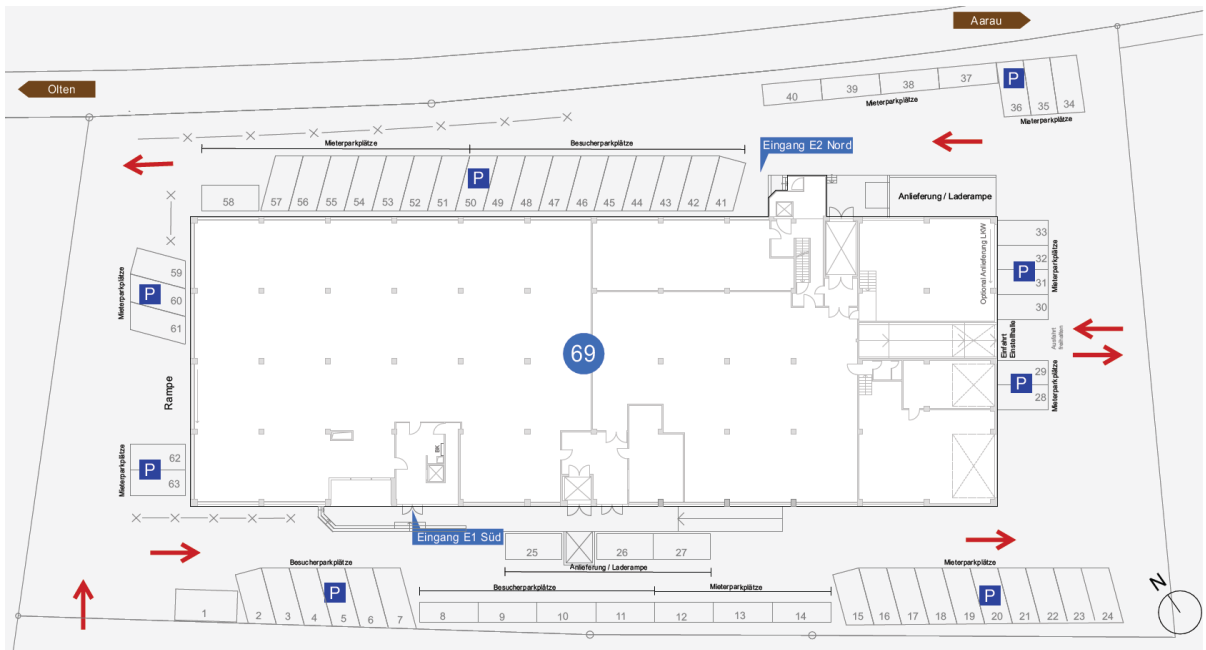 Aarau
Olten
P
40
39
38
37
36
35
34
Mieterparkplätze
Mieterparkplätze
Mieterparkplätze
Besucherparkplätze
Eingang E2 Nord
P
58
57
56
55
54
53
52
51
50
49
48
47
46
45
44
43
42
41
Anlieferung / Laderampe
Optional Anlieferung LKW
33
32
31
30
P
Mieterparkplätze
Mieterparkplätze
59
60
61
P
69
Einfahrt
Einstellhalle
Ausfahrt
freihalten
29
28
P
Mieterparkplätze
Rampe
Mieterparkplätze
62
63
P
Eingang E1 Süd
25
26
27
Anlieferung / Laderampe
Besucherparkplätze
P
Besucherparkplätze
Mieterparkplätze
Mieterparkplätze
P
1
2
3
4
5
6
7
8
9
10
11
12
13
14
15
16
17
18
19
20
21
22
23
24
N